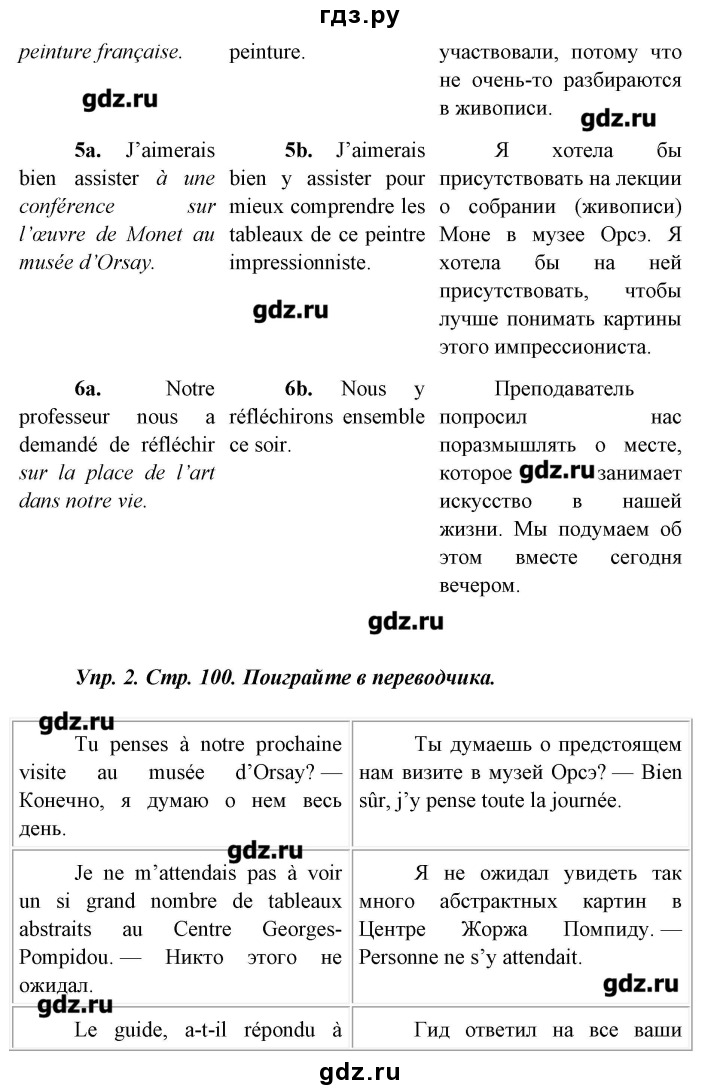 гдз.ру
peinture française.
peinture.
участвовали, потому что
не очень-то разбираются
в живописи.
gdz.ru
gdz.ru
5a. J’aimerais
bien assister à une
conférence sur
l’œuvre de Monet au
musée d’Orsay.
5b. J’aimerais
bien y assister pour
mieux comprendre les
tableaux de ce peintre
impressionniste.
Я хотела бы
присутствовать на лекции
о собрании (живописи)
Моне в музее Орсэ. Я
хотела бы на ней
присутствовать, чтобы
лучше понимать картины
этого импрессиониста.
gdz.ru
6a. Notre
professeur nous a
demandé de réfléchir
sur la place de l’art
dans notre vie.
6b. Nous y
réfléchirons ensemble
ce soir.
Преподаватель
попросил нас
поразмышлять о месте,
которое gdz.ru занимает
искусство в нашей
жизни. Мы подумаем об
этом вместе сегодня
вечером.
gdz.ru
Упр. 2. Стр. 100. Поиграйте в переводчика.
gdz.ru
Tu penses à notre prochaine
visite au musée d’Orsay? —
Конечно, я думаю о нем весь
день.
Ты думаешь о предстоящем
нам визите в музей Орсэ? — Bien
sûr, j’y pense toute la journée.
gdz.ru
Je ne m’attendais pas à voir
un si grand nombre de tableaux
abstraits au Centre Georges-
Pompidou. — Никто этого не
ожидал.
Я не ожидал увидеть так
много абстрактных картин в
Центре Жоржа Помпиду. —
Personne ne s’y attendait.
gdz.ru
gdz.ru
Le guide, a-t-il répondu à
Гид ответил на все ваши
gdz.ru